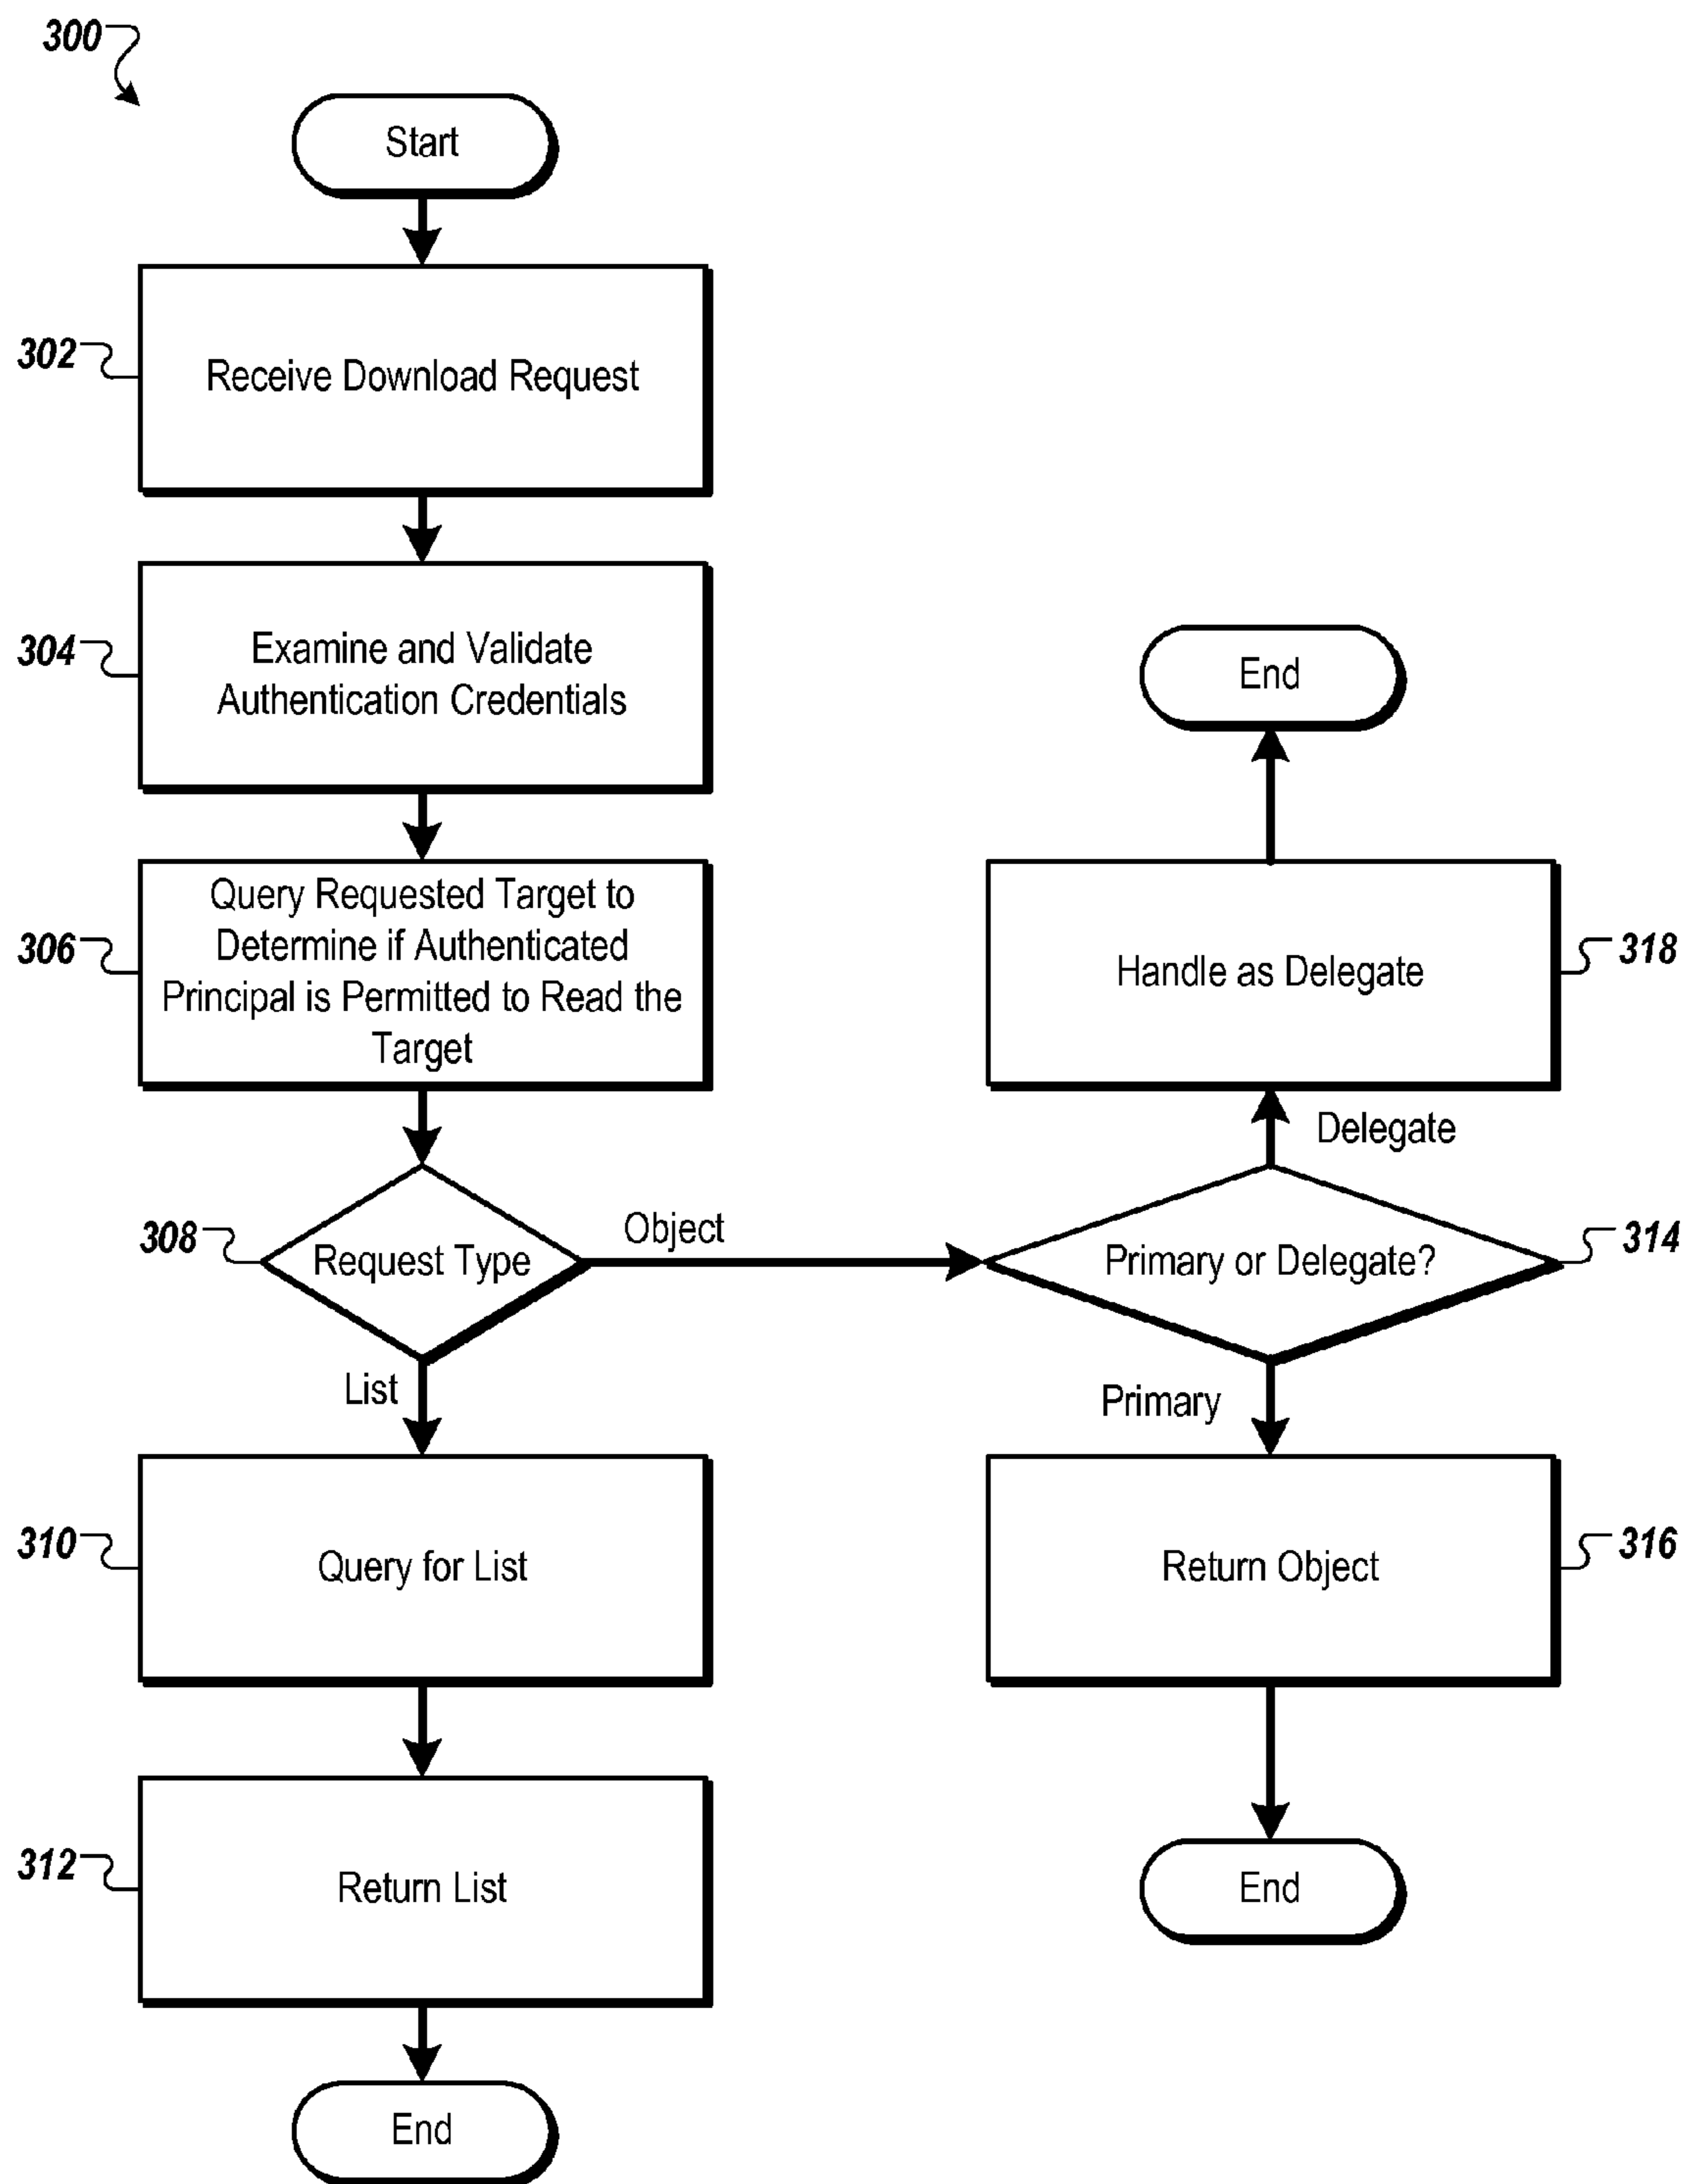 300
Start
302
Receive Download Request
304
Examine and Validate
Authentication Credentials
306
Query Requested Target to
Determine if Authenticated
Principal is Permitted to Read the
Target
308
Request Type
Object
List
310
Query for List
312
Return List
End
End
Handle as Delegate
318
Delegate
Primary or Delegate?
314
Primary
Return Object
316
End